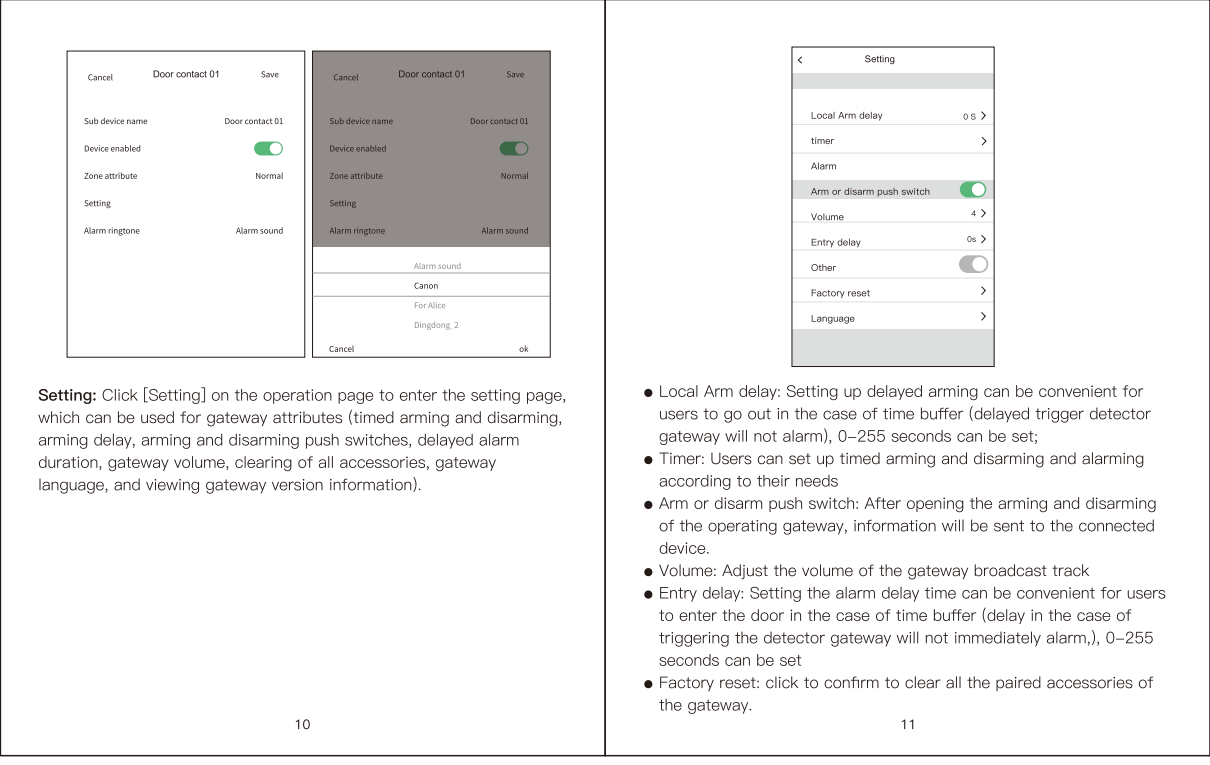 Cancel Door contact 01 Save
Sub device name Door contact 01
Device enabled
Zone attribute Normal
Setting
Alarm ringtone Alarm sound
Cancel Door contact 01 Save
Sub device name Door contact 01
Device enabled
Zone attribute Normal
Setting
Alarm ringtone Alarm sound
Alarm sound
Canon
For Alice
Dingdong_2
Cancel ok
Setting: Click [Setting] on the operation page to enter the setting page,
which can be used for gateway attributes (timed arming and disarming,
arming delay, arming and disarming push switches, delayed alarm
duration, gateway volume, clearing of all accessories, gateway
language, and viewing gateway version information).
10
< Setting
Local Arm delay 0 S >
timer >
Alarm
Arm or disarm push switch
Volume 4 >
Entry delay 0s >
Other
Factory reset >
Language >
● Local Arm delay: Setting up delayed arming can be convenient for
users to go out in the case of time buffer (delayed trigger detector
gateway will not alarm), 0–255 seconds can be set;
● Timer: Users can set up timed arming and disarming and alarming
according to their needs
● Arm or disarm push switch: After opening the arming and disarming
of the operating gateway, information will be sent to the connected
device.
● Volume: Adjust the volume of the gateway broadcast track
● Entry delay: Setting the alarm delay time can be convenient for users
to enter the door in the case of time buffer (delay in the case of
triggering the detector gateway will not immediately alarm,), 0–255
seconds can be set
● Factory reset: click to confirm to clear all the paired accessories of
the gateway.
11